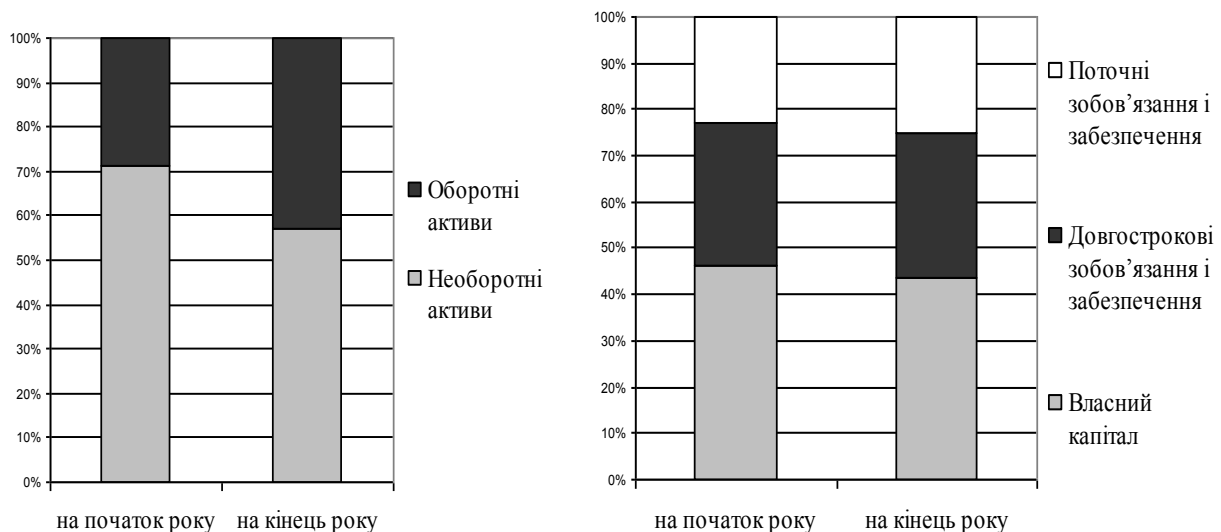 100%
90%
80%
70%
60%
50%
40%
30%
20%
10%
0%
на початок року
на кінець року
Оборотні
активи
Необоротні
активи
100%
90%
80%
70%
60%
50%
40%
30%
20%
10%
0%
на початок року
на кінець року
Поточні
зобов’язання і
забезпечення
Довгострокові
зобов’язання і
забезпечення
Власний
капітал